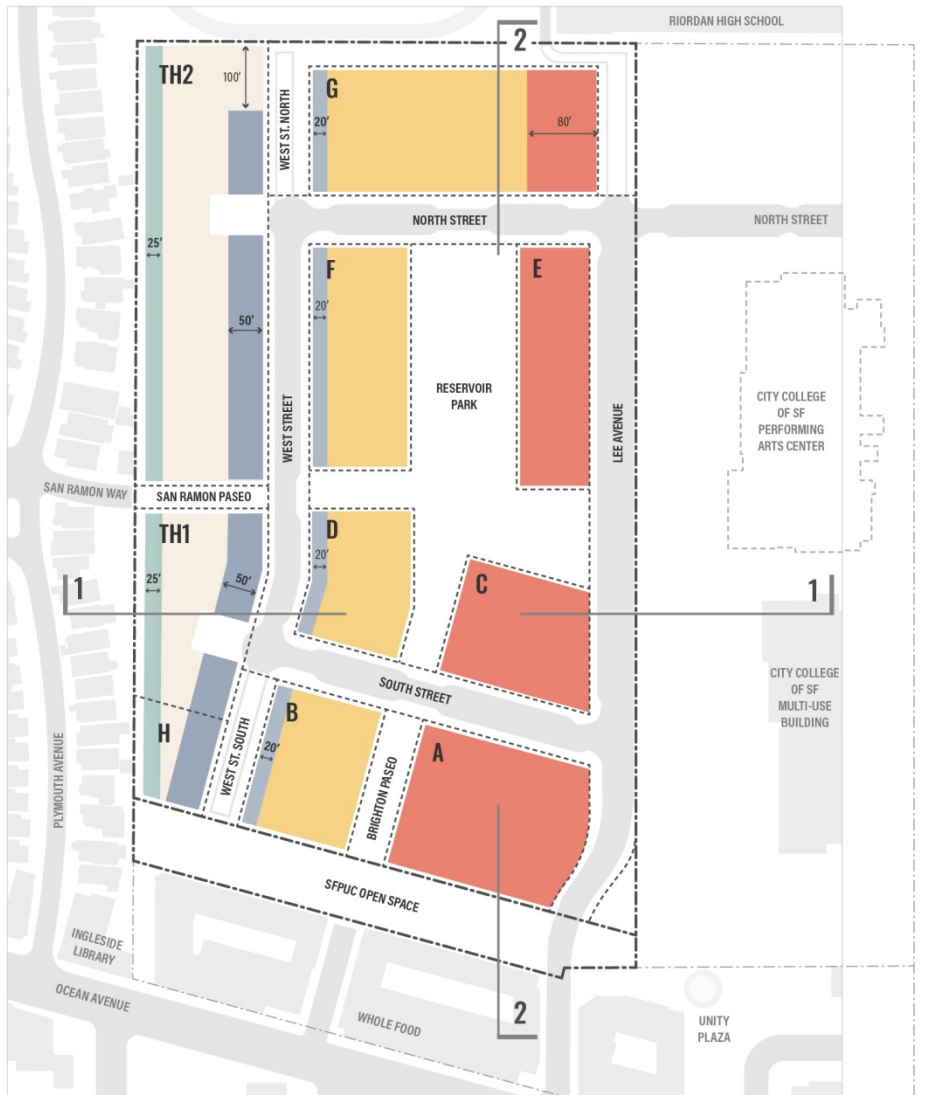 RIORDAN HIGH SCHOOL
2
TH2
100'
G
WEST ST. NORTH
20'
80'
NORTH STREET
NORTH STREET
25'
F
E
20'
50'
RESERVOIR
PARK
CITY COLLEGE
OF SF
PERFORMING
ARTS CENTER
WEST STREET
LEE AVENUE
SAN RAMON WAY
SAN RAMON PASEO
TH1
D
20'
25'
50'
C
1
1
CITY COLLEGE
OF SF
MULTI-USE
BUILDING
SOUTH STREET
H
WEST ST. SOUTH
B
20'
A
BRIGHTON PASEO
PLYMOUTH AVENUE
SFPUC OPEN SPACE
INGLESIDE
LIBRARY
OCEAN AVENUE
WHOLE FOOD
2
UNITY
PLAZA